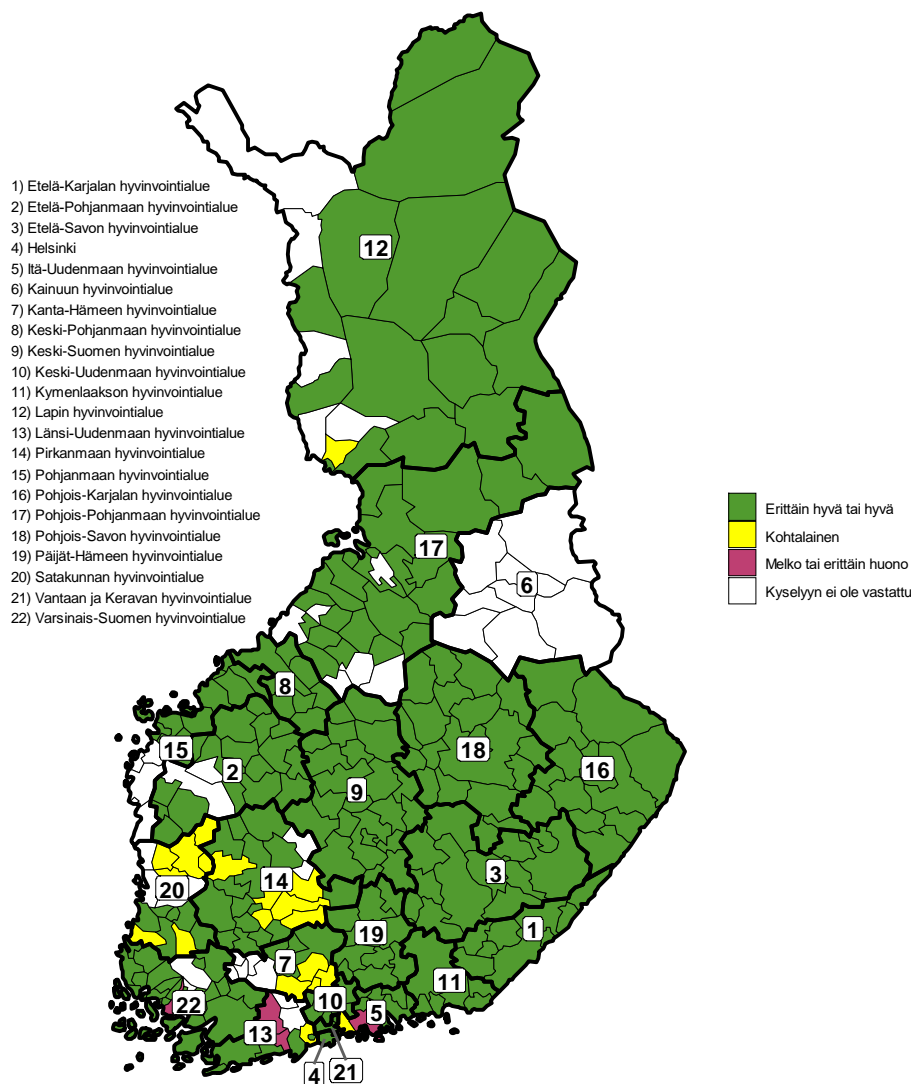 1) Etelä-Karjalan hyvinvointialue
2) Etelä-Pohjanmaan hyvinvointialue
3) Etelä-Savon hyvinvointialue
4) Helsinki
5) Itä-Uudenmaan hyvinvointialue
6) Kainuun hyvinvointialue
7) Kanta-Hämeen hyvinvointialue
8) Keski-Pohjanmaan hyvinvointialue
9) Keski-Suomen hyvinvointialue
10) Keski-Uudenmaan hyvinvointialue
11) Kymenlaakson hyvinvointialue
12) Lapin hyvinvointialue
13) Länsi-Uudenmaan hyvinvointialue
14) Pirkanmaan hyvinvointialue
15) Pohjanmaan hyvinvointialue
16) Pohjois-Karjalan hyvinvointialue
17) Pohjois-Pohjanmaan hyvinvointialue
18) Pohjois-Savon hyvinvointialue
19) Päijät-Hämeen hyvinvointialue
20) Satakunnan hyvinvointialue
21) Vantaan ja Keravan hyvinvointialue
22) Varsinais-Suomen hyvinvointialue
12
17
6
8
15
2
18
16
9
14
20
3
19
1
7
11
10
22
5
13
4
21
Erittäin hyvä tai hyvä
Kohtalainen
Melko tai erittäin huono
Kyselyyn ei ole vastattu